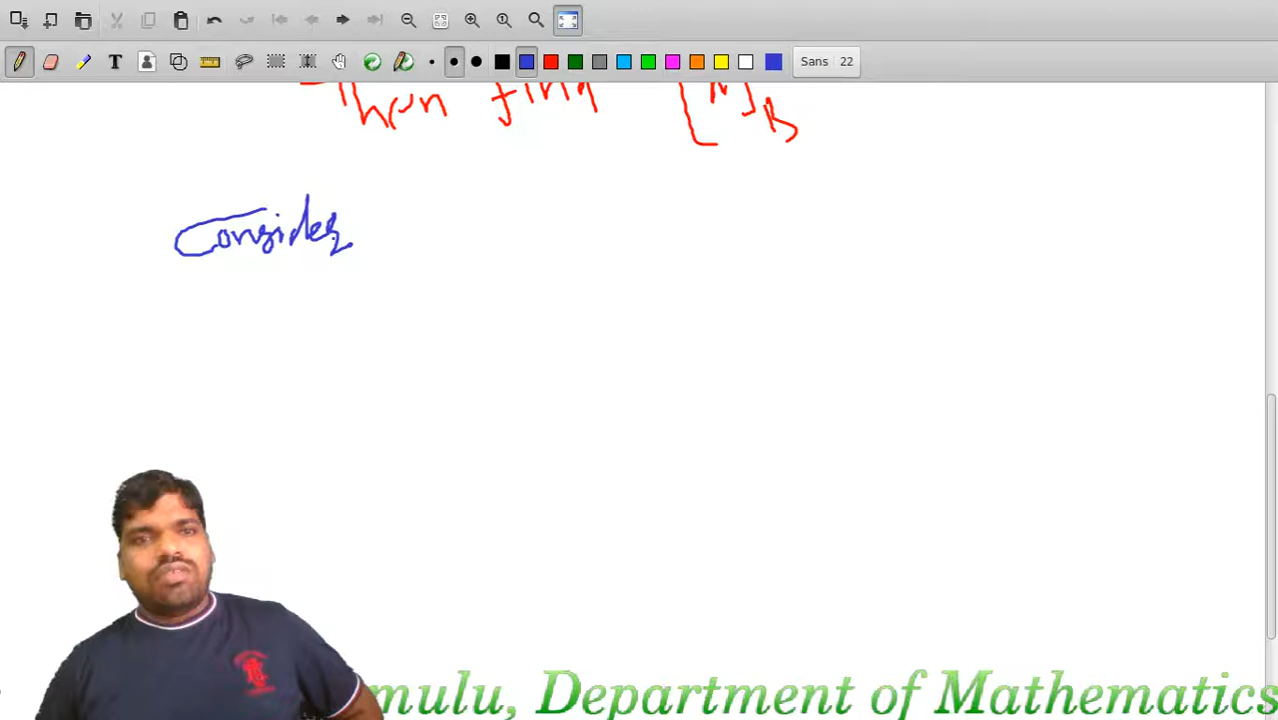 Sans 22
Then find [M]B
Consider
mulu, Department of Mathematics